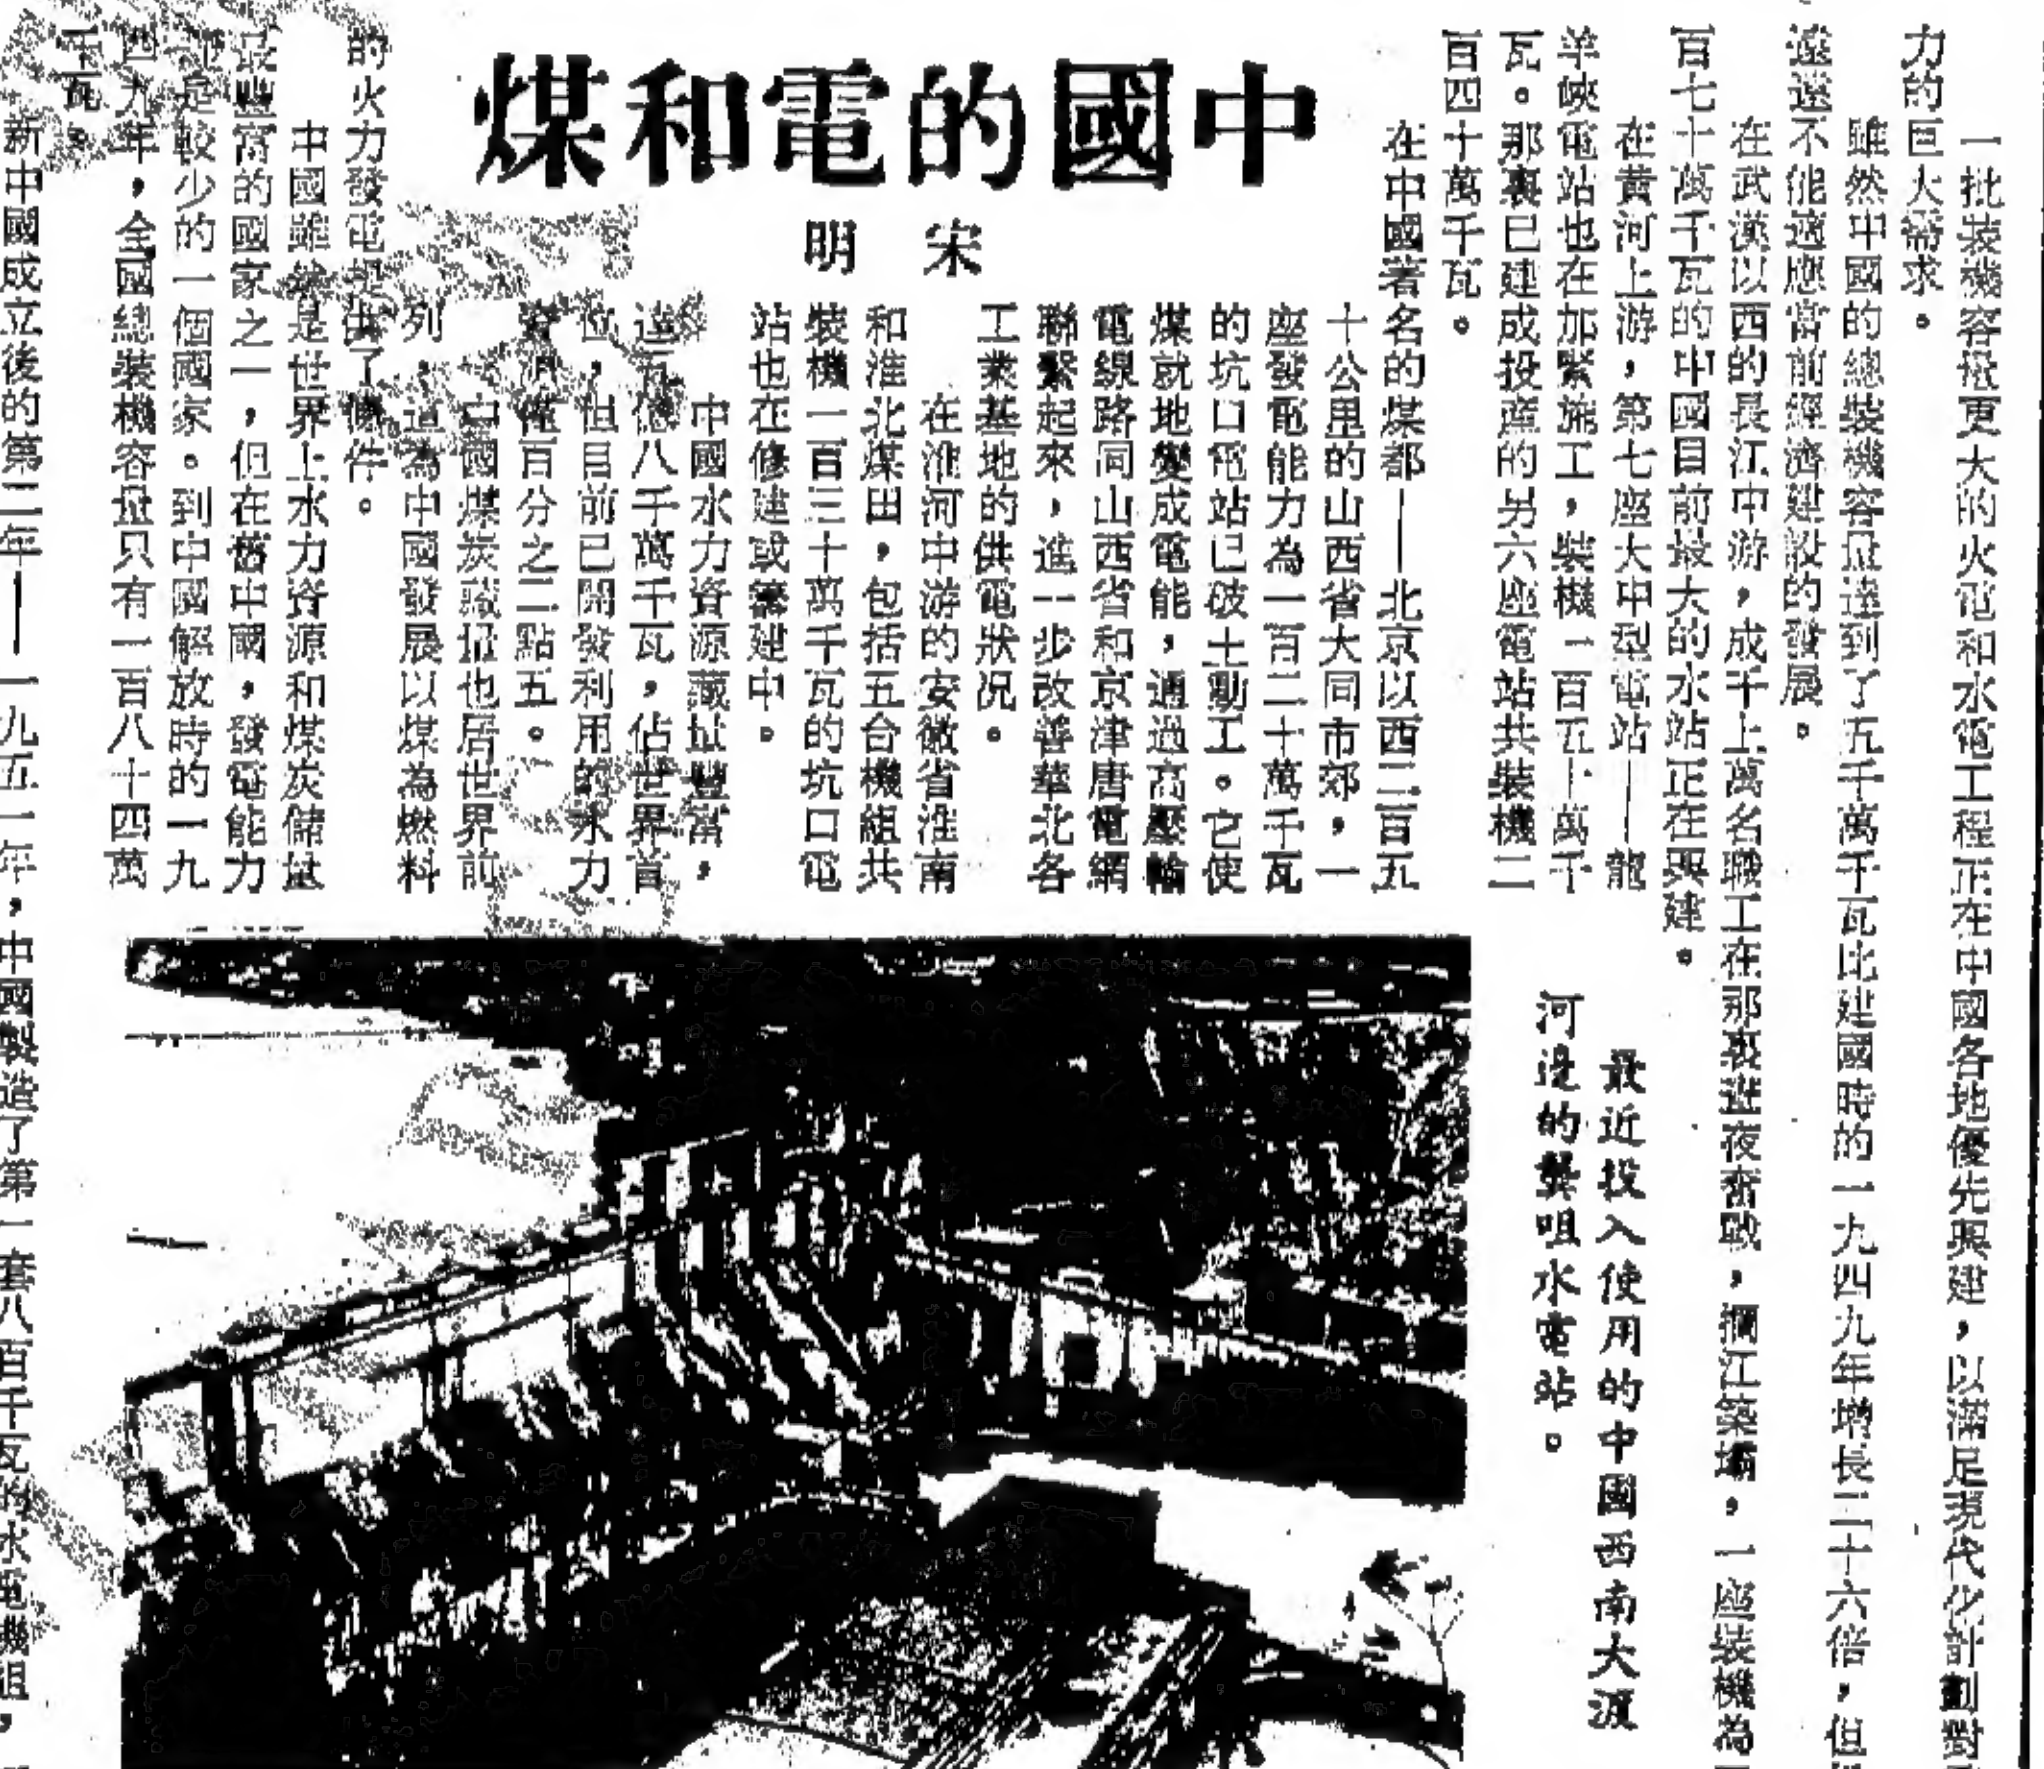 中國的電和煤
宋明
一批裝機容量更大的火電和水電工程正在中國各地優先興建，以滿足現代化計劃對
力的巨大需求。
雖然中國的總裝機容量達到了五千萬千瓦比建國時的一九四九年增長二十六倍，但
遠遠不能適應當前經濟建設的發展。
在武漢以西的長江中游，成千上萬名職工在那裏晝夜奮戰，攔江築壩，一座裝機為
百七十萬千瓦的中國目前最大的水站正在興建。
在黃河上游，第七座大中型電站——龍
羊峽電站也在加緊施工，裝機一百五十萬千
瓦。那裏已建成投產的另六座電站共裝機二
百四十萬千瓦。
在中國著名的煤都——北京以西二百五
十公里的山西省大同市郊，一
座發電能力為一百二十萬千瓦
的坑口電站已破土動工。它使
煤就地變成電能，通過高壓輸
電線路同山西省和京津唐電網
聯繫起來，進一步改善華北各
工業基地的供電狀況。
在淮河中游的安徽省淮南
和淮北煤田，包括五台機組共
裝機一百三十萬千瓦的坑口電
站也在修建或籌建中。
中國水力資源藏量豐富，
達五億八千萬千瓦，佔世界首
位，但目前已開發利用的水力
資源僅百分之二點五。
中國煤炭藏量也居世界前
列，這為中國發展以煤為燃料
的火力發電提供了條件。
中國雖然是世界上水力資源和煤炭儲量
最豐富的國家之一，但在舊中國，發電能力
却是較少的一個國家。到中國解放時的一九
四九年，全國總裝機容量只有一百八十四萬
千瓦。
新中國成立後的第二年——一九五一年，中國製造了第一套八百千瓦的水電機組，
最近投入使用的中國西南大渡
河邊的龔咀水電站。